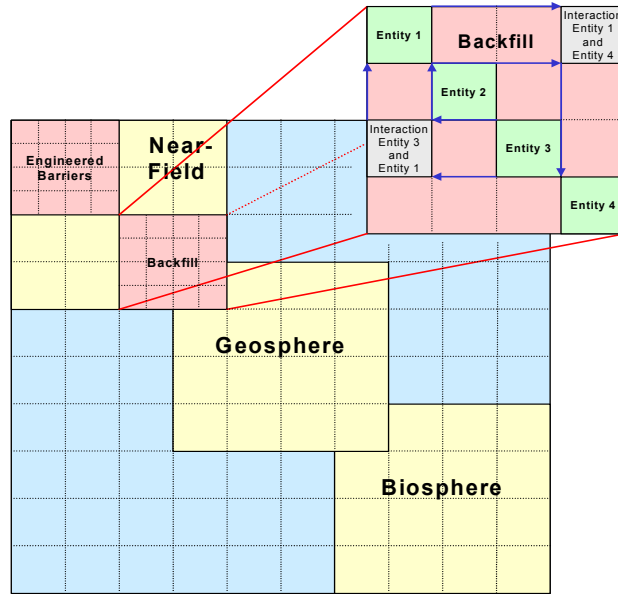 Entity 1
Backfill
Interaction
Entity 1
and
Entity 4
Entity 2
Interaction
Entity 3
and
Entity 1
Entity 3
Entity 4
Engineered
Barriers
Near-
Field
Backfill
Geosphere
Biosphere